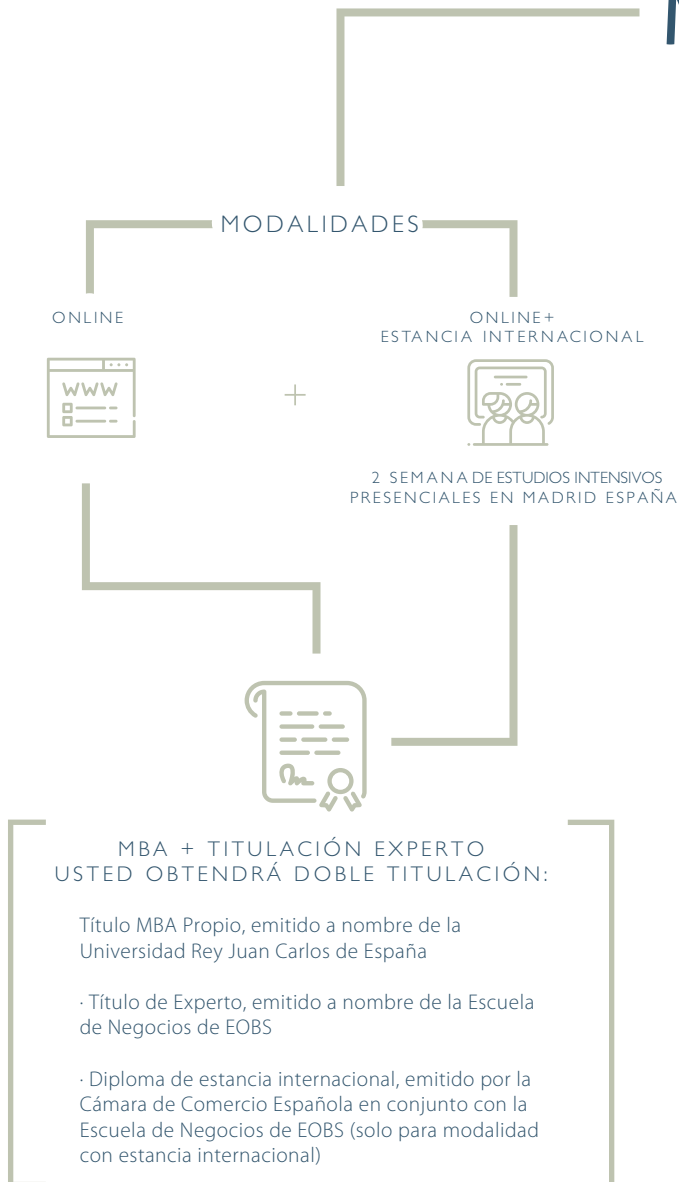 MODALIDADES
ONLINE
WWW
+
ONLINE+
ESTANCIA INTERNACIONAL
2 SEMANA DE ESTUDIOS INTENSIVOS
PRESENCIALES EN MADRID ESPAÑA
MBA + TITULACIÓN EXPERTO
USTED OBTENDRÁ DOBLE TITULACIÓN:
Título MBA Propio, emitido a nombre de la
Universidad Rey Juan Carlos de España
· Título de Experto, emitido a nombre de la Escuela
de Negocios de EOBS
· Diploma de estancia internacional, emitido por la
Cámara de Comercio Española en conjunto con la
Escuela de Negocios de EOBS (solo para modalidad
con estancia internacional)